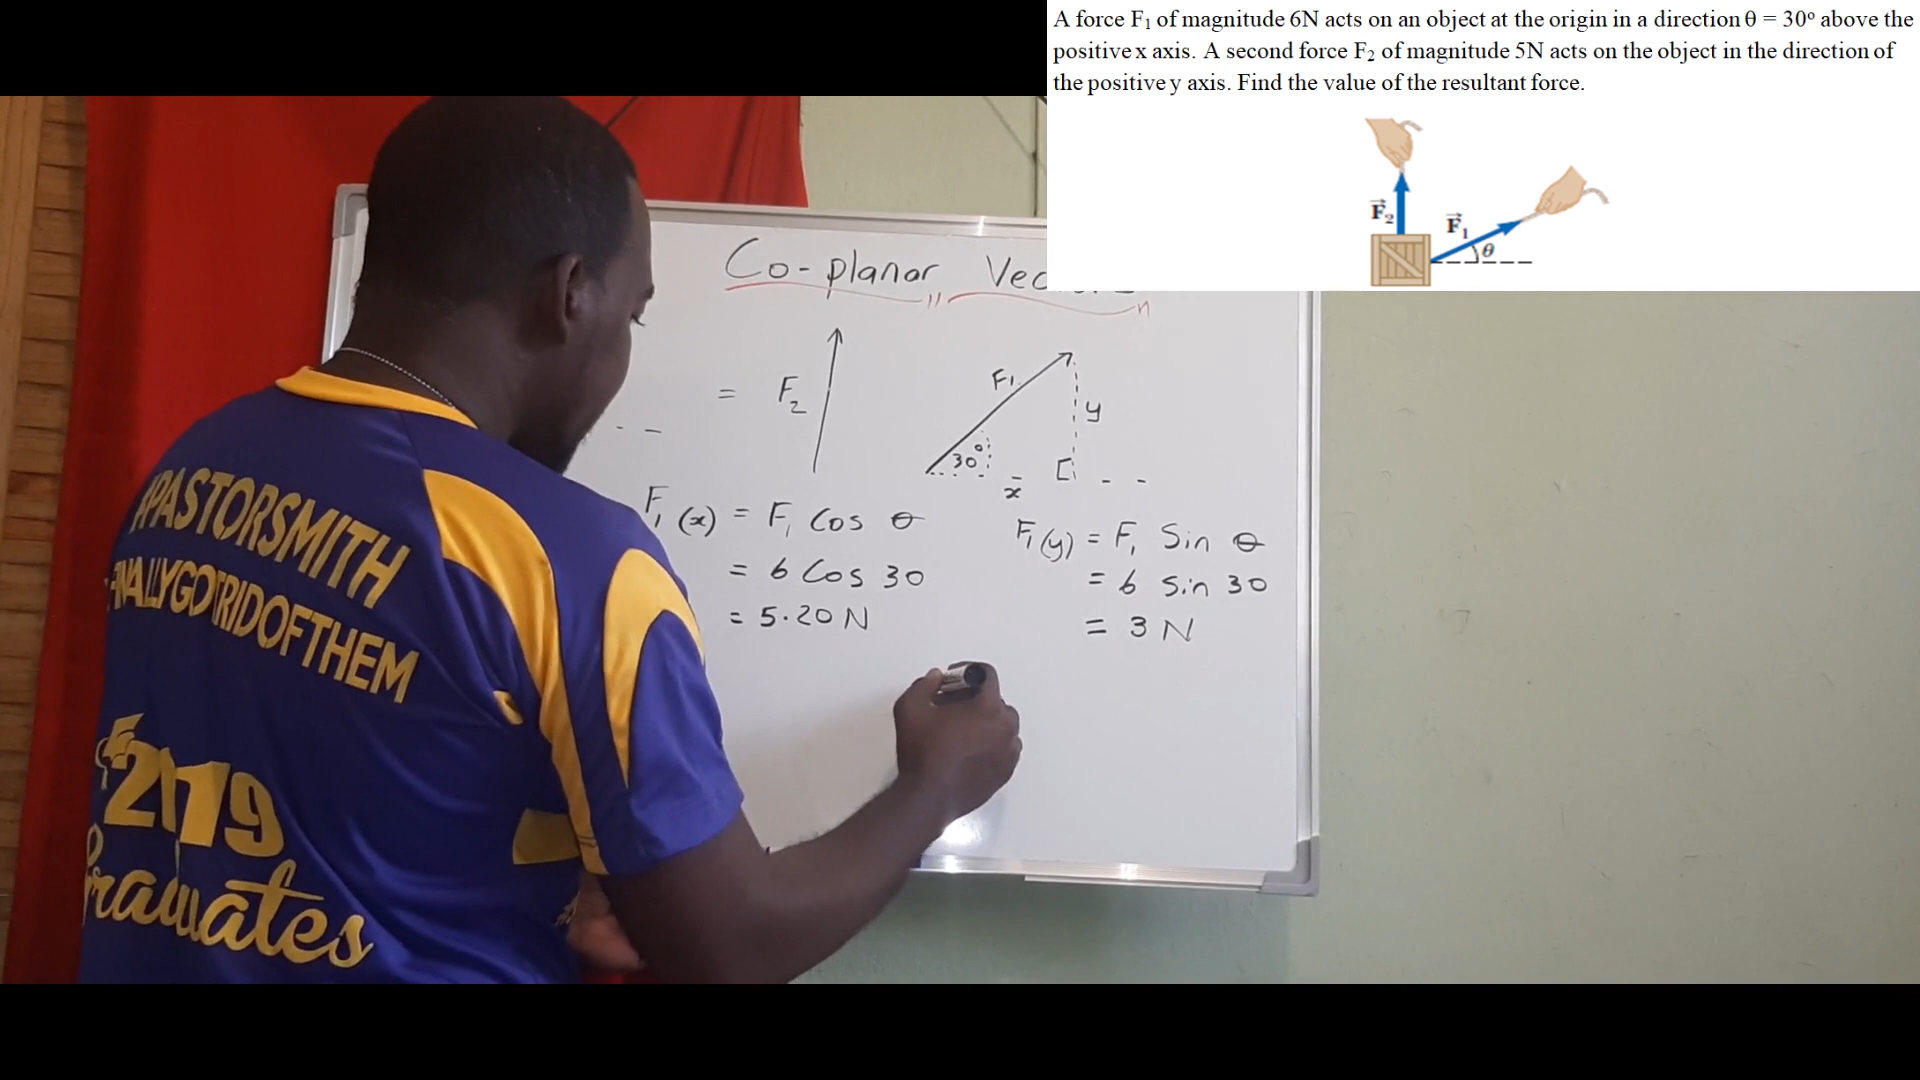 A force F₁ of magnitude 6N acts on an object at the origin in a direction θ = 30º above the
positive x axis. A second force F₂ of magnitude 5N acts on the object in the direction of
the positive y axis. Find the value of the resultant force.
F⃗₂
F⃗₁
θ
Co-planar Vec
= F₂
F₁
y
30°
x
F₁(x) = F₁ Cos θ
= 6 Cos 30
= 5.20 N
F₁(y) = F₁ Sin θ
= 6 Sin 30
= 3 N
PASTORSMITH
FINALLYGOTRIDOFTHEM
2019
Graduates